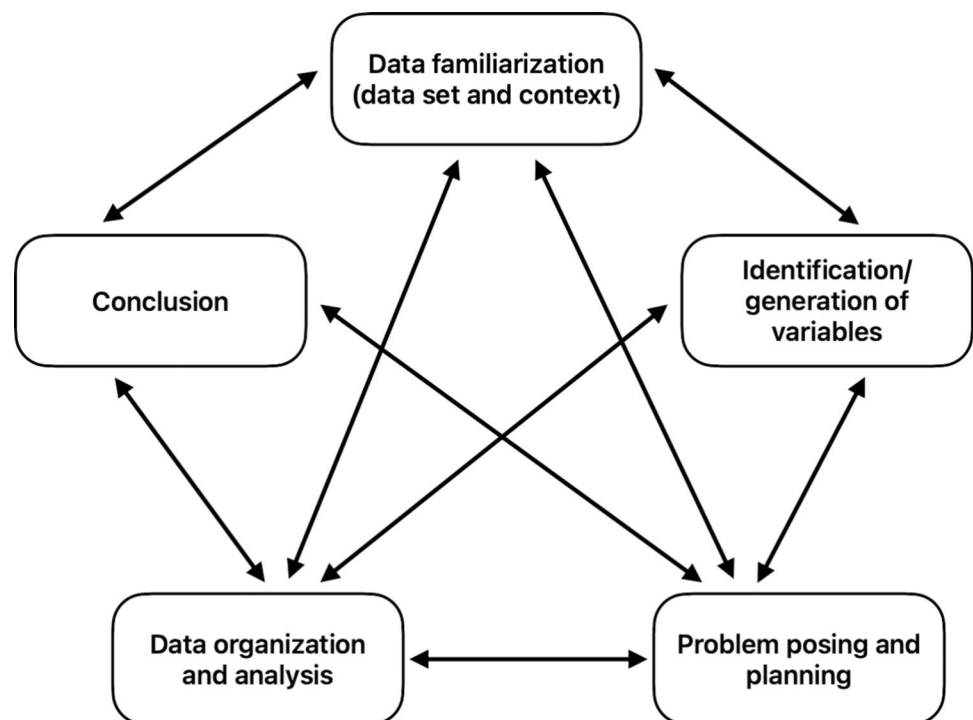 Data familiarization
(data set and context)
Conclusion
Identification/
generation of
variables
Data organization
and analysis
Problem posing and
planning